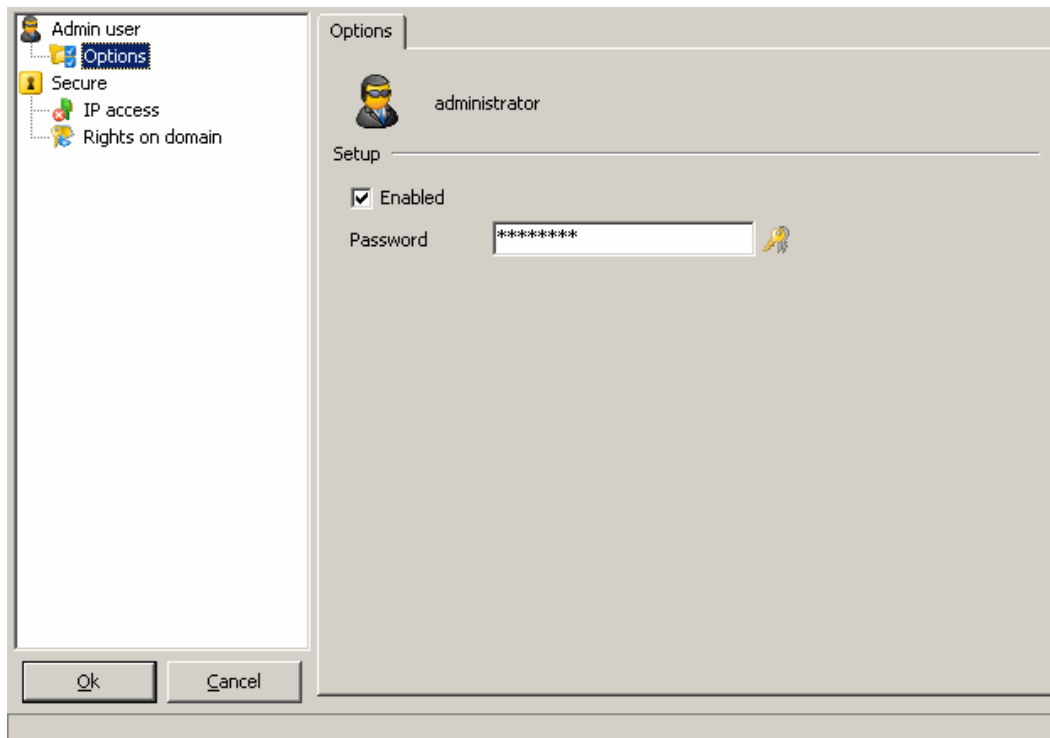 Admin user
Options
Secure
IP access
Rights on domain
Options
administrator
Setup
Enabled
Password
********
Ok
Cancel